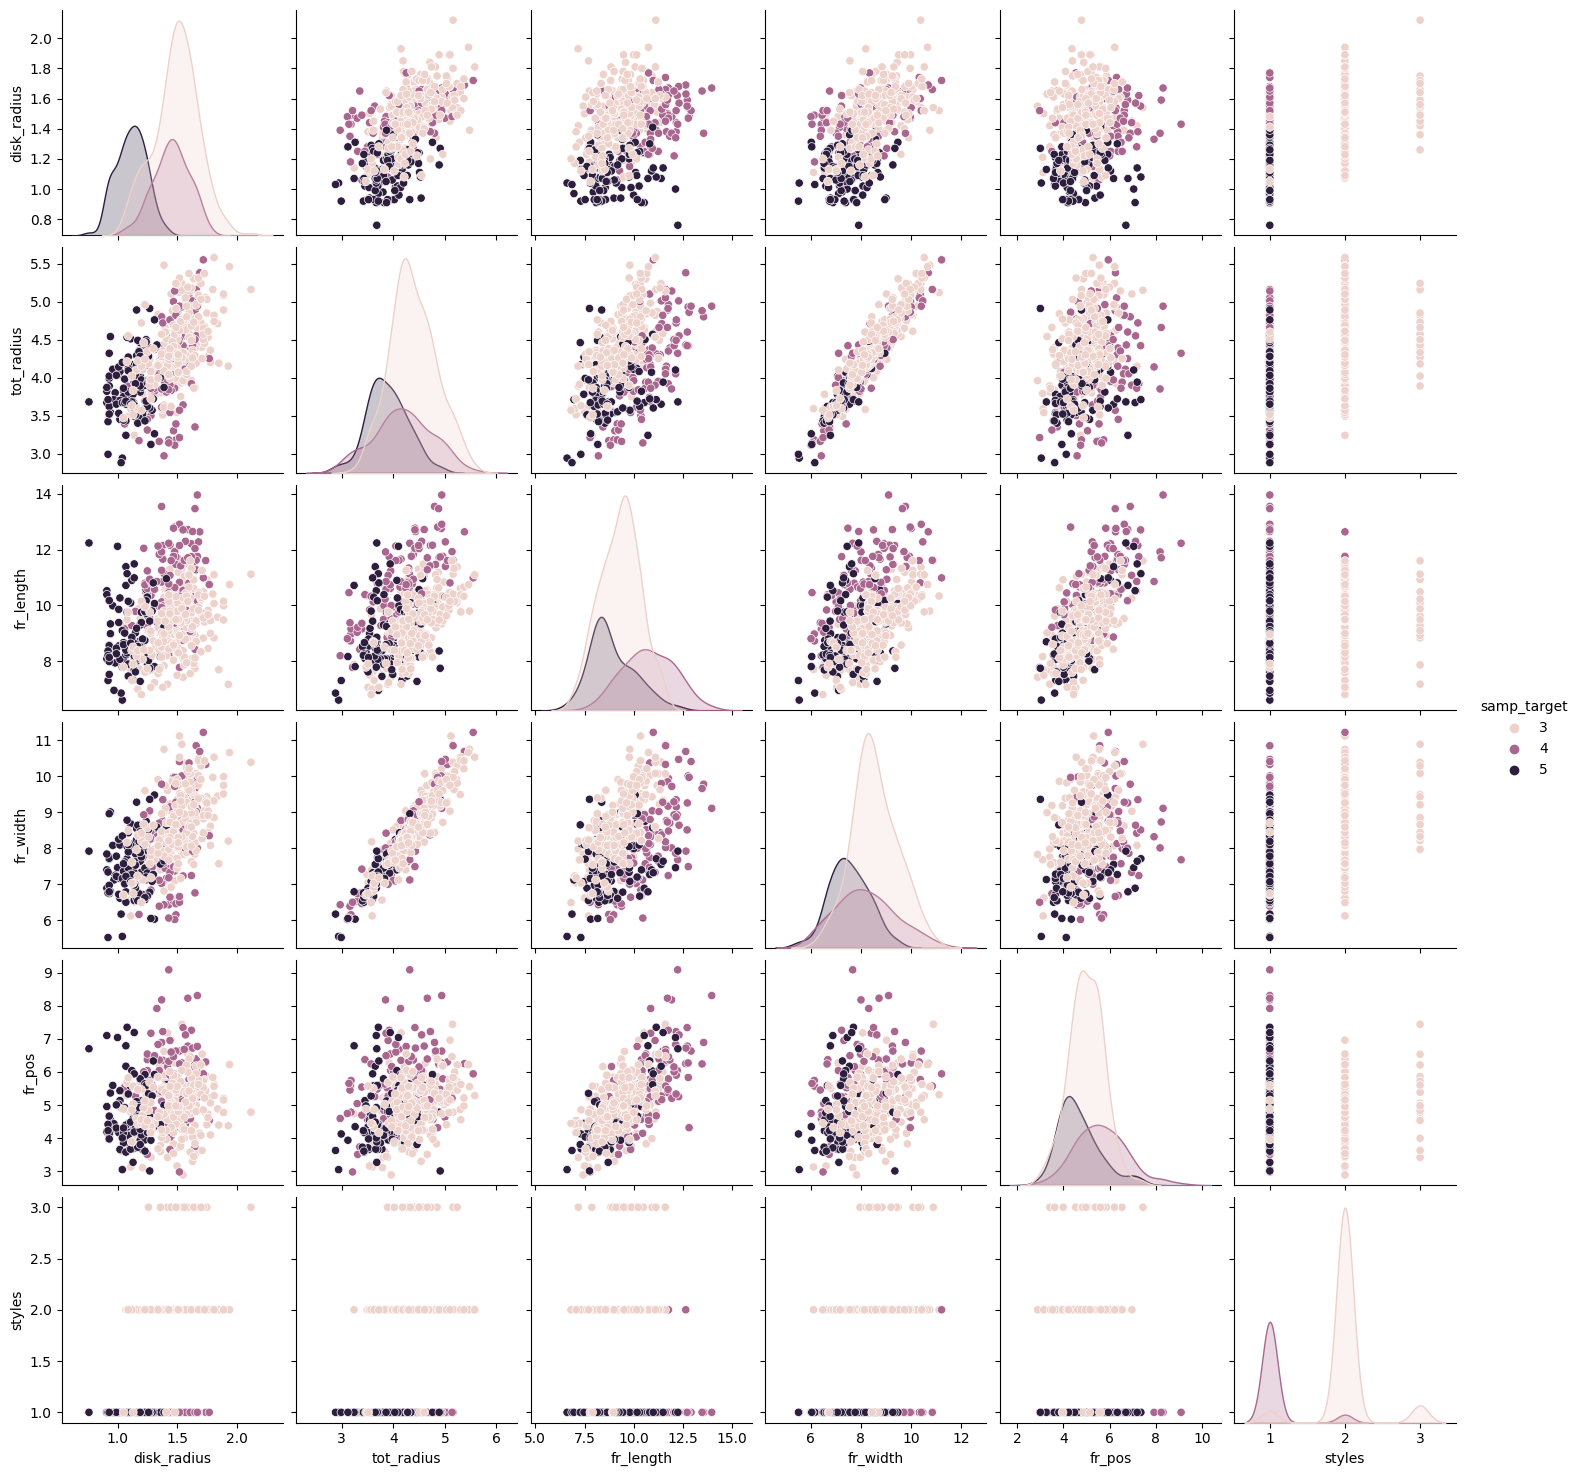 2.0
1.8
1.6
1.4
1.2
1.0
0.8
disk_radius
5.5
5.0
4.5
4.0
3.5
3.0
tot_radius
14
12
10
8
fr_length
samp_target
3
4
5
11
10
9
8
7
6
fr_width
9
8
7
6
5
4
3
fr_pos
3.0
2.5
2.0
1.5
1.0
styles
1.0 1.5 2.0
disk_radius
3 4 5 6
tot_radius
5.0 7.5 10.0 12.5 15.0
fr_length
6 8 10 12
fr_width
2 4 6 8 10
fr_pos
1 2 3
styles